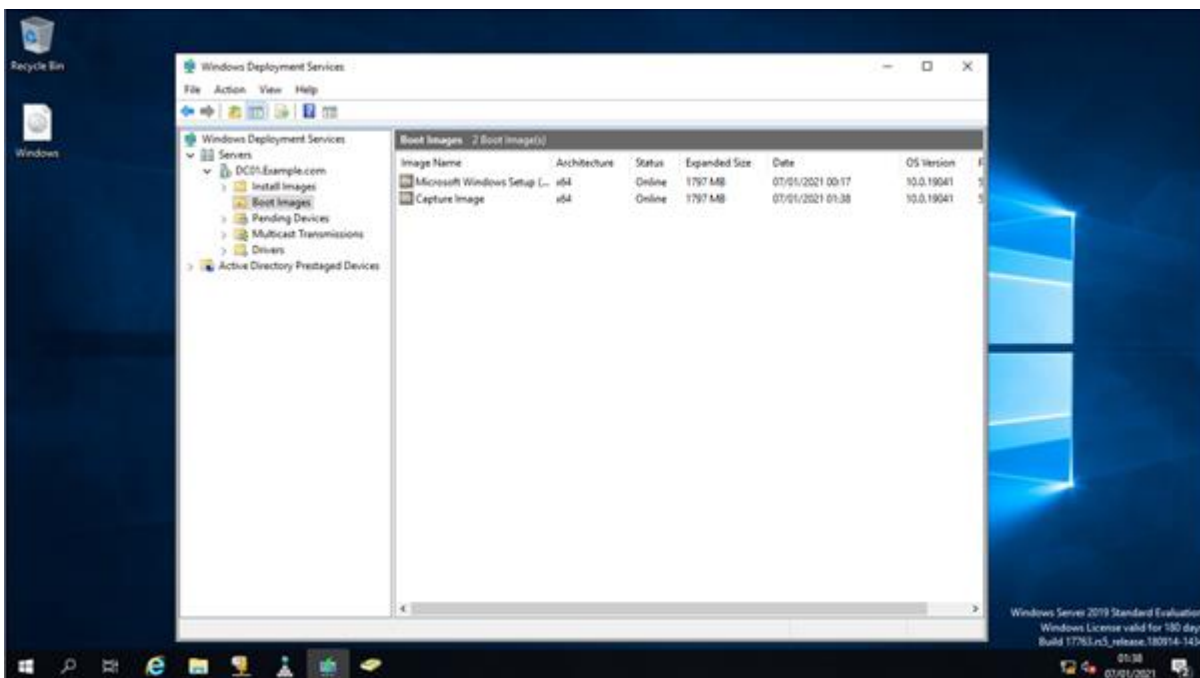 Recycle Bin
Windows
Windows Deployment Services
File Action View Help
Windows Deployment Services
Servers
DC01.Example.com
Install Images
Boot Images
Pending Devices
Multicast Transmissions
Drivers
Active Directory Prestaged Devices
Boot Images 2 Boot Image(s)
Image Name Architecture Status Expanded Size Date OS Version
Microsoft Windows Setup (... x64 Online 1797 MB 07/01/2021 00:17 10.0.19041
Capture Image x64 Online 1797 MB 07/01/2021 01:38 10.0.19041
Windows Server 2019 Standard Evaluation
Windows License valid for 180 day
Build 17763.rs5_release.180914-143
01:38
07/01/2021